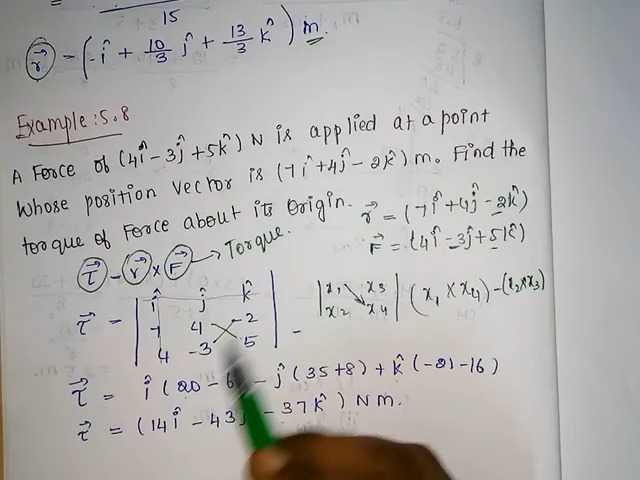 15
r⃗ = (-î + 10/3 ĵ + 13/3 k̂) m.
Example: 5.8
A Force of (4î - 3ĵ + 5k̂) N is applied at a point
whose position vector is (7î + 4ĵ - 2k̂) m. Find the
torque of Force about its origin.
r⃗ = (7î + 4ĵ - 2k̂)
F⃗ = (4î - 3ĵ + 5k̂)
τ⃗ = r⃗ × F⃗ → Torque.
τ⃗ = | î ĵ k̂
7 4 -2
4 -3 5 |
| x₁ x₃
x₂ x₄ | (x₁ × x₄) - (x₂ × x₃)
τ⃗ = î (20 - 6) - ĵ (35 + 8) + k̂ (-21 - 16)
τ⃗ = (14î - 43ĵ - 37k̂) N m.